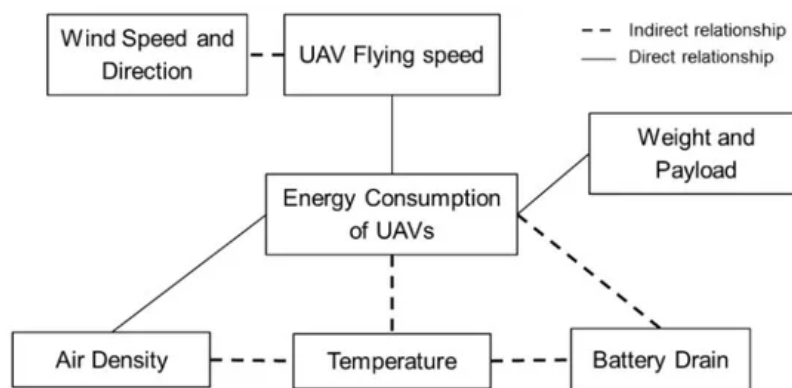 Wind Speed and
Direction
UAV Flying speed
Indirect relationship
Direct relationship
Weight and
Payload
Energy Consumption
of UAVs
Air Density
Temperature
Battery Drain